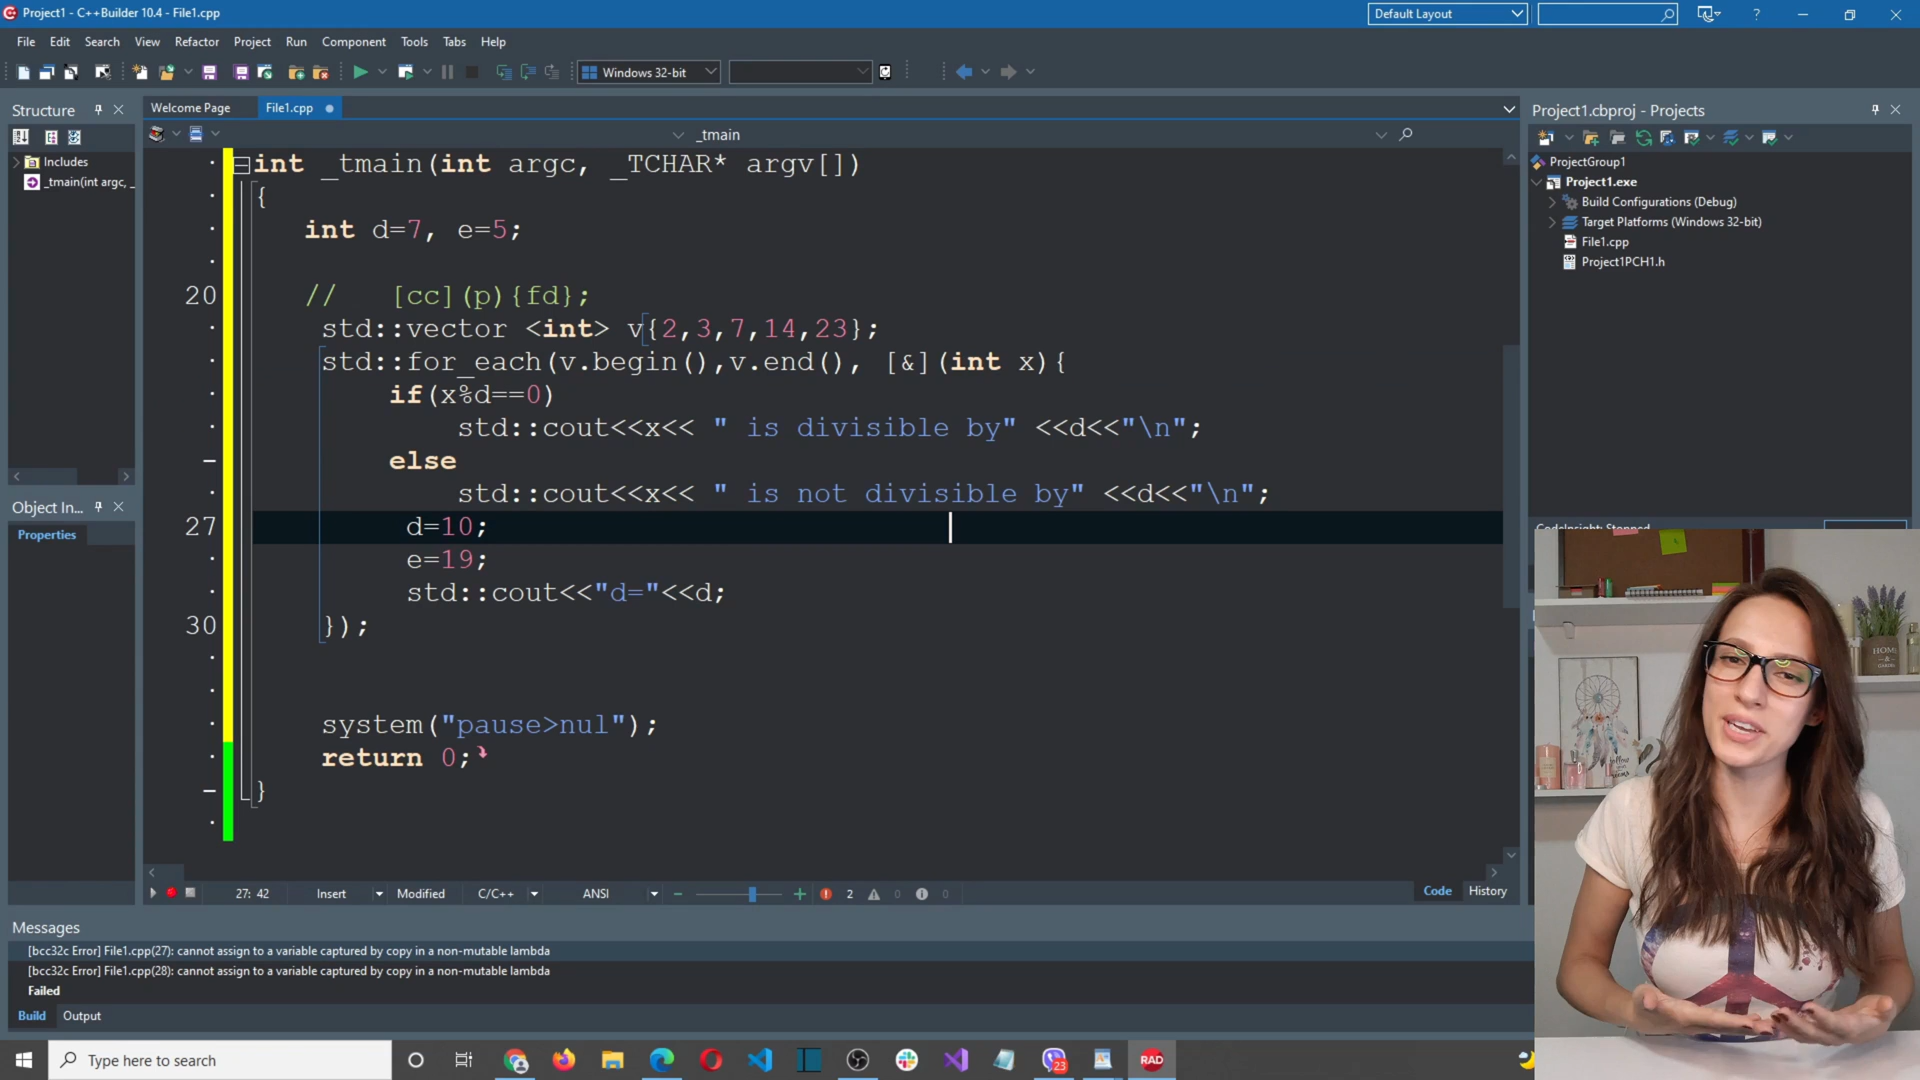 Project1 - C++Builder 10.4 - File1.cpp
Default Layout
File Edit Search View Refactor Project Run Component Tools Tabs Help
Windows 32-bit
Structure
Includes
_tmain(int argc, _
Welcome Page
File1.cpp
_tmain
int _tmain(int argc, _TCHAR* argv[])
{
int d=7, e=5;
20 // [cc](p){fd};
std::vector <int> v{2,3,7,14,23};
std::for_each(v.begin(),v.end(), [&](int x){
if(x%d==0)
std::cout<<x<< " is divisible by" <<d<<"\n";
else
std::cout<<x<< " is not divisible by" <<d<<"\n";
27 d=10;
e=19;
std::cout<<"d="<<d;
30 });
system("pause>nul");
return 0;
}
Object In...
Properties
27: 42 Insert Modified C/C++ ANSI 2 0 0
Code History
Project1.cbproj - Projects
ProjectGroup1
Project1.exe
Build Configurations (Debug)
Target Platforms (Windows 32-bit)
File1.cpp
Project1PCH1.h
CodeInsight: Stopped
HOME
Messages
[bcc32c Error] File1.cpp(27): cannot assign to a variable captured by copy in a non-mutable lambda
[bcc32c Error] File1.cpp(28): cannot assign to a variable captured by copy in a non-mutable lambda
Failed
Build Output
Type here to search
23
RAD